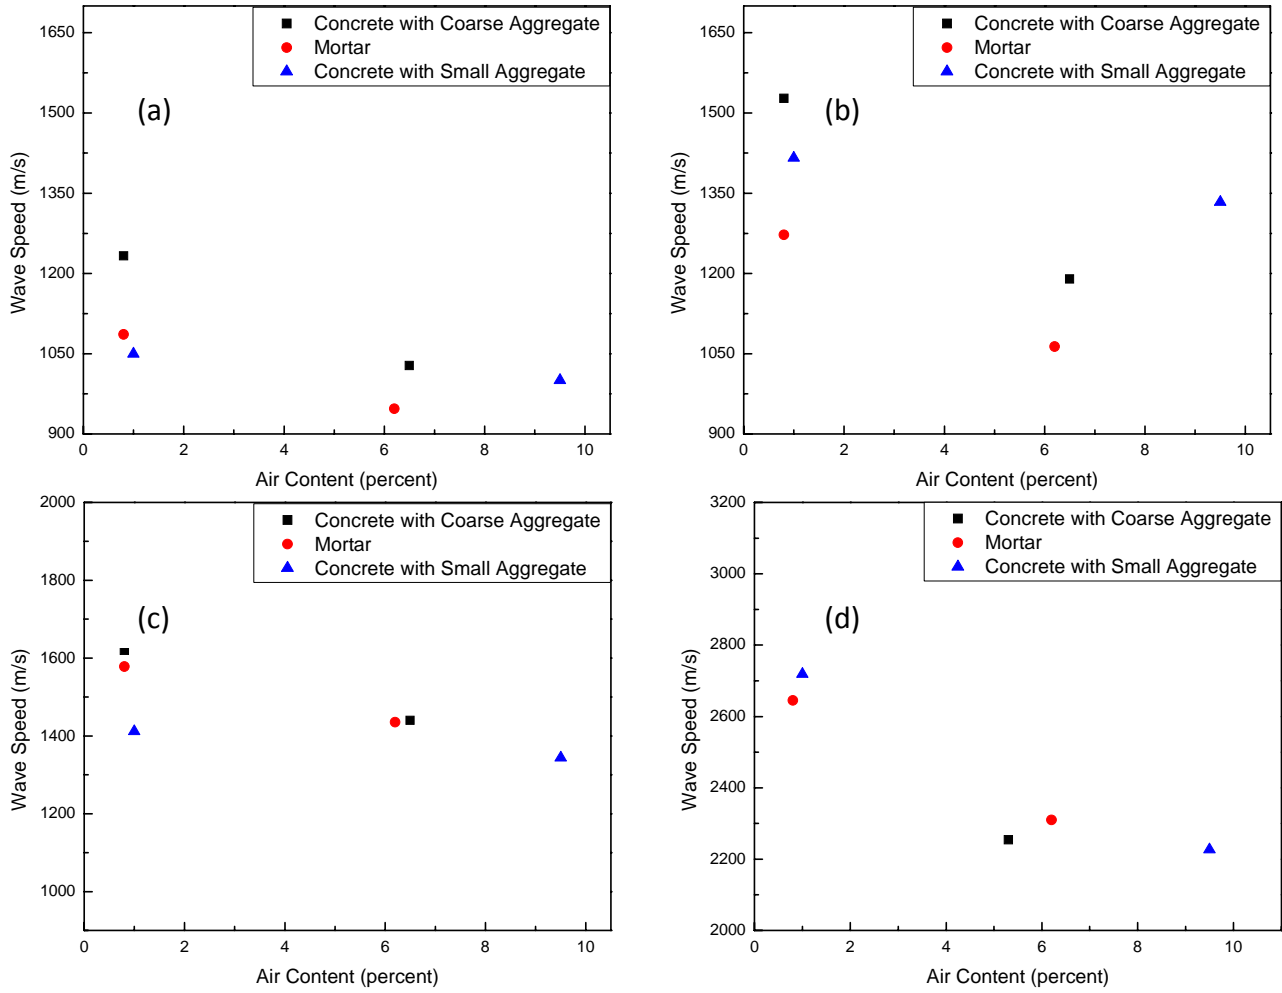 Concrete with Coarse Aggregate
Mortar
Concrete with Small Aggregate
(a)
1650
1500
1350
1200
1050
900
Wave Speed (m/s)
0 2 4 6 8 10
Air Content (percent)
Concrete with Coarse Aggregate
Mortar
Concrete with Small Aggregate
(b)
1650
1500
1350
1200
1050
900
Wave Speed (m/s)
0 2 4 6 8 10
Air Content (percent)
Concrete with Coarse Aggregate
Mortar
Concrete with Small Aggregate
(c)
2000
1800
1600
1400
1200
1000
Wave Speed (m/s)
0 2 4 6 8 10
Air Content (percent)
Concrete with Coarse Aggregate
Mortar
Concrete with Small Aggregate
(d)
3200
3000
2800
2600
2400
2200
2000
Wave Speed (m/s)
0 2 4 6 8 10
Air Content (percent)